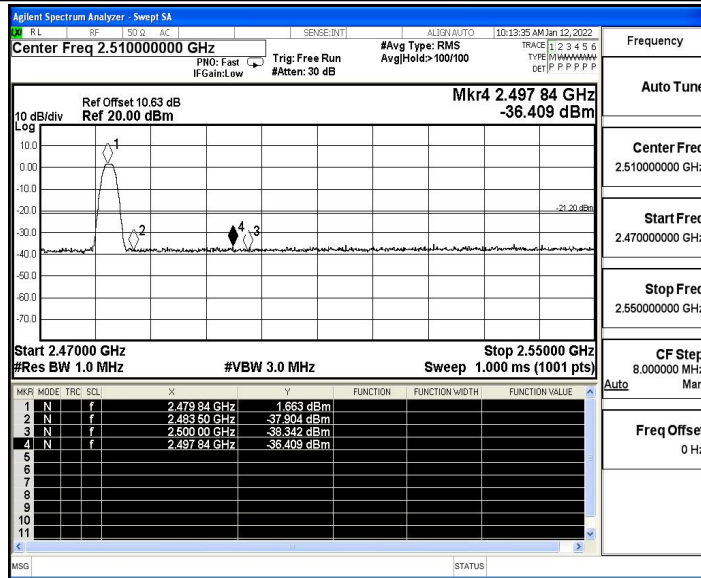 Agilent Spectrum Analyzer - Swept SA
RL RF 50 Ω AC SENSE:INT ALIGN AUTO 10:13:35 AM Jan 12, 2022
Center Freq 2.510000000 GHz
PNO: Fast
IFGain:Low
Trig: Free Run
#Atten: 30 dB
#Avg Type: RMS
Avg|Hold:> 100/100
TRACE 1 2 3 4 5 6
TYPE MWWWWW
DET P P P P P P
Ref Offset 10.63 dB
10 dB/div Ref 20.00 dBm
Log
Mkr4 2.497 84 GHz
-36.409 dBm
10.0
0.00
-10.0
-20.0
-30.0
-40.0
-50.0
-60.0
-70.0
1
2
4
3
-21.20 dBm
Start 2.47000 GHz Stop 2.55000 GHz
#Res BW 1.0 MHz #VBW 3.0 MHz Sweep 1.000 ms (1001 pts)
MKR MODE TRC SCL X Y FUNCTION FUNCTION WIDTH FUNCTION VALUE
1 N f 2.479 84 GHz 1.663 dBm
2 N f 2.483 50 GHz -37.904 dBm
3 N f 2.500 00 GHz -38.342 dBm
4 N f 2.497 84 GHz -36.409 dBm
5
6
7
8
9
10
11
MSG STATUS
Frequency
Auto Tune
Center Freq
2.510000000 GHz
Start Freq
2.470000000 GHz
Stop Freq
2.550000000 GHz
CF Step
8.000000 MHz
Auto Man
Freq Offset
0 Hz